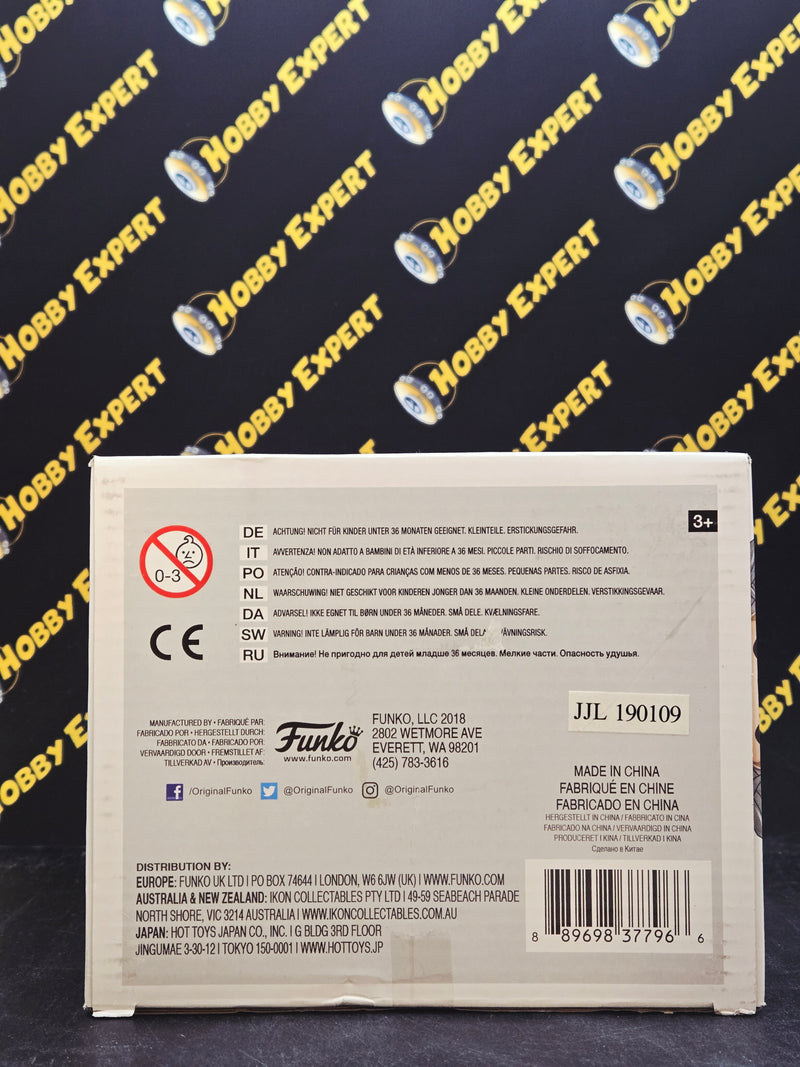 HOBBY EXPERT
3+
0-3
DE ACHTUNG! NICHT FÜR KINDER UNTER 36 MONATEN GEEIGNET. KLEINTEILE. ERSTICKUNGSGEFAHR.
IT AVVERTENZA! NON ADATTO A BAMBINI DI ETÀ INFERIORE A 36 MESI. PICCOLE PARTI. RISCHIO DI SOFFOCAMENTO.
PO ATENÇÃO! CONTRA-INDICADO PARA CRIANÇAS COM MENOS DE 36 MESES. PEQUENAS PARTES. RISCO DE ASFIXIA.
NL WAARSCHUWING! NIET GESCHIKT VOOR KINDEREN JONGER DAN 36 MAANDEN. KLEINE ONDERDELEN. VERSTIKKINGSGEVAAR.
DA ADVARSEL! IKKE EGNET TIL BØRN UNDER 36 MÅNEDER. SMÅ DELE. KVÆLNINGSFARE.
SW VARNING! INTE LÄMPLIG FÖR BARN UNDER 36 MÅNADER. SMÅ
RU Внимание! Не пригодно для детей младше 36 месяцев. Мелкие части. Опасность удушья.
CE
JJL 190109
MANUFACTURED BY • FABRIQUÉ PAR:
FABRICADO POR • HERGESTELLT DURCH:
FABBRICATO DA • FABRICADO POR:
VERVAARDIGD DOOR • FREMSTILLET AF:
TILLVERKAD AV • Производитель:
Funko
www.funko.com
FUNKO, LLC 2018
2802 WETMORE AVE
EVERETT, WA 98201
(425) 783-3616
/OriginalFunko @OriginalFunko @OriginalFunko
MADE IN CHINA
FABRIQUÉ EN CHINE
FABRICADO EN CHINA
HERGESTELLT IN CHINA / FABBRICATO IN CINA
FABRICADO NA CHINA / VERVAARDIGD IN CHINA
PRODUCERET I KINA / TILLVERKAD I KINA
Сделано в Китае
DISTRIBUTION BY:
EUROPE: FUNKO UK LTD | PO BOX 74644 | LONDON, W6 6JW (UK) | WWW.FUNKO.COM
AUSTRALIA & NEW ZEALAND: IKON COLLECTABLES PTY LTD | 49-59 SEABEACH PARADE
NORTH SHORE, VIC 3214 AUSTRALIA | WWW.IKONCOLLECTABLES.COM.AU
JAPAN: HOT TOYS JAPAN CO., INC. | G BLDG 3RD FLOOR
JINGUMAE 3-30-12 | TOKYO 150-0001 | WWW.HOTTOYS.JP
8 89698 37796 6